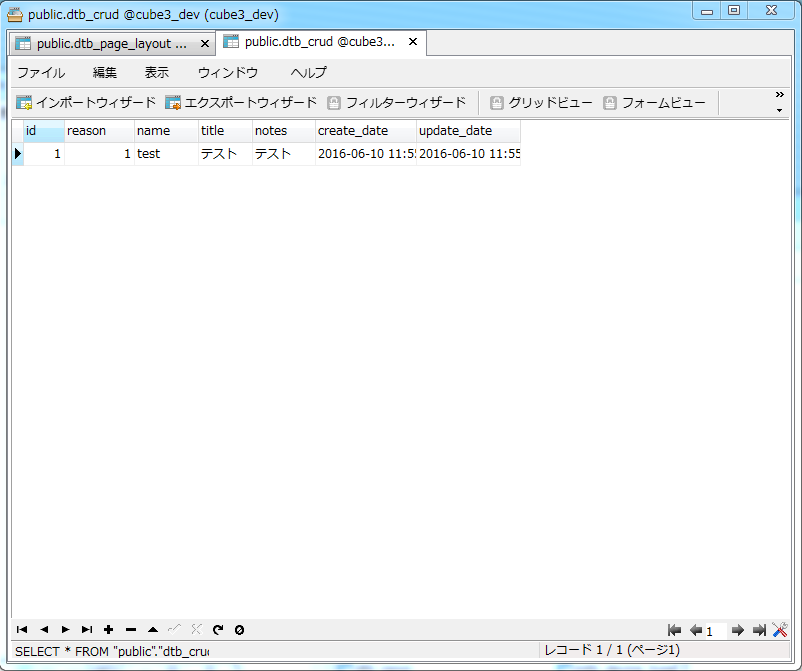 public.dtb_crud @cube3_dev (cube3_dev)
public.dtb_page_layout ... public.dtb_crud @cube3...
ファイル 編集 表示 ウィンドウ ヘルプ
インポートウィザード エクスポートウィザード フィルターウィザード グリッドビュー フォームビュー
id reason name title notes create_date update_date
1 1 test テスト テスト 2016-06-10 11:55 2016-06-10 11:55
1
SELECT * FROM "public"."dtb_cruc レコード 1 / 1 (ページ1)